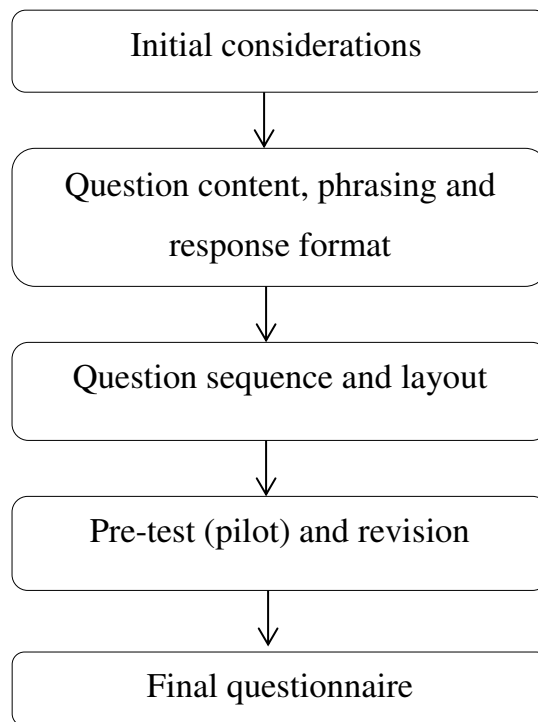 Initial considerations
Question content, phrasing and
response format
Question sequence and layout
Pre-test (pilot) and revision
Final questionnaire